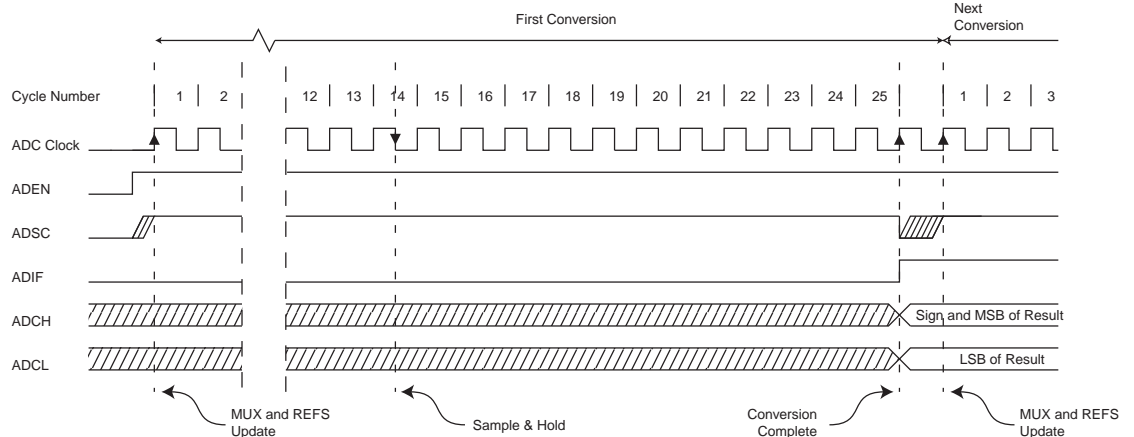 First Conversion
Next
Conversion
Cycle Number
1 2 12 13 14 15 16 17 18 19 20 21 22 23 24 25 1 2 3
ADC Clock
ADEN
ADSC
ADIF
ADCH
Sign and MSB of Result
ADCL
LSB of Result
MUX and REFS
Update
Sample & Hold
Conversion
Complete
MUX and REFS
Update